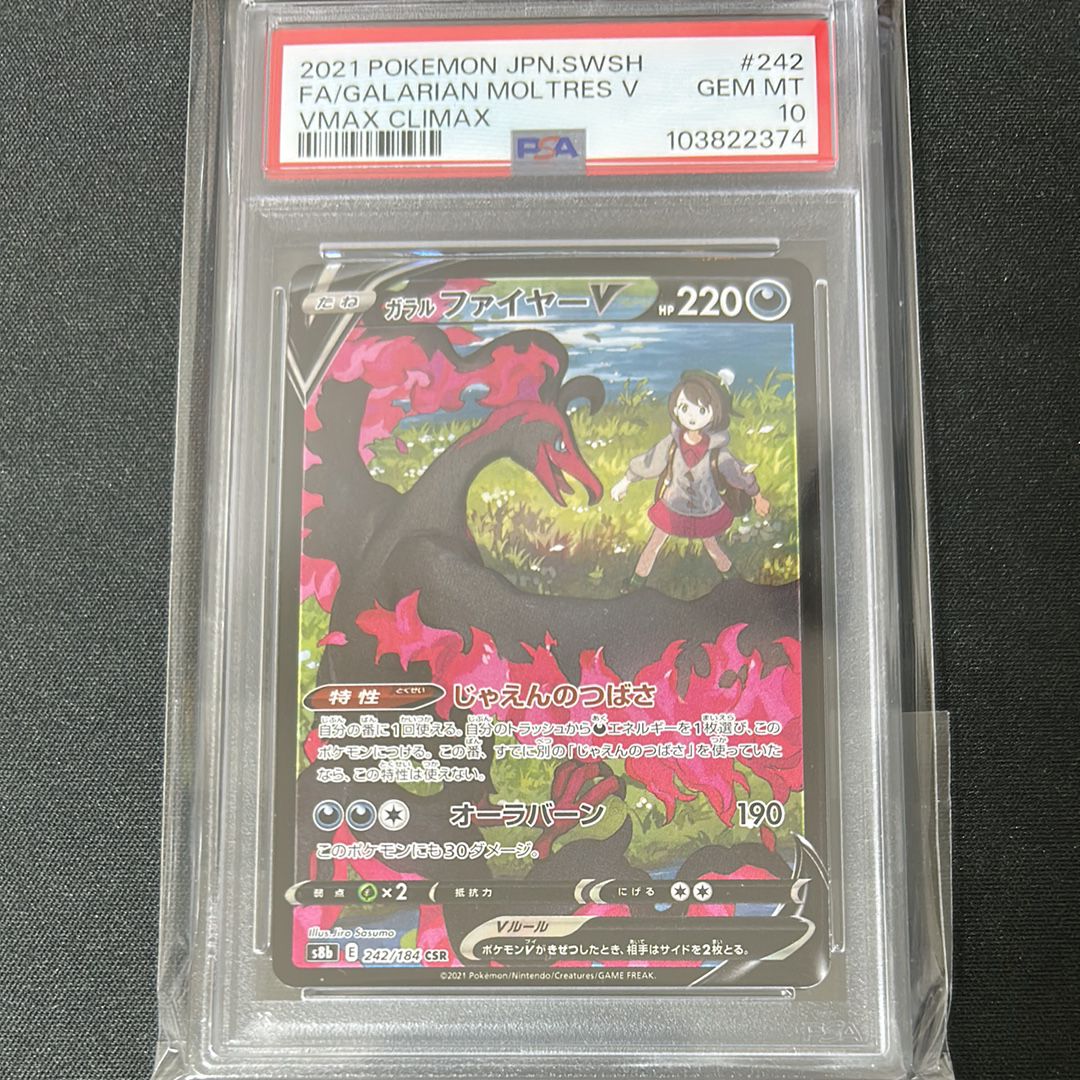 2021 POKEMON JPN.SWSH #242
FA/GALARIAN MOLTRES V GEM MT
VMAX CLIMAX 10
PSA 103822374
たね ガラル ファイヤーV HP 220
特性 とくせい じゃえんのつばさ
自分の番に1回使える。自分のトラッシュから エネルギーを1枚選び、この
ポケモンにつける。この番、すでに別の「じゃえんのつばさ」を使っていた
なら、この特性は使えない。
オーラバーン 190
このポケモンにも30ダメージ。
弱点 ×2 抵抗力 にげる
Illus. Jiro Sasumo
Vルール
ポケモンVがきぜつしたとき、相手はサイドを2枚とる。
s8b E 242/184 CSR
©2021 Pokémon/Nintendo/Creatures/GAME FREAK.
PSA